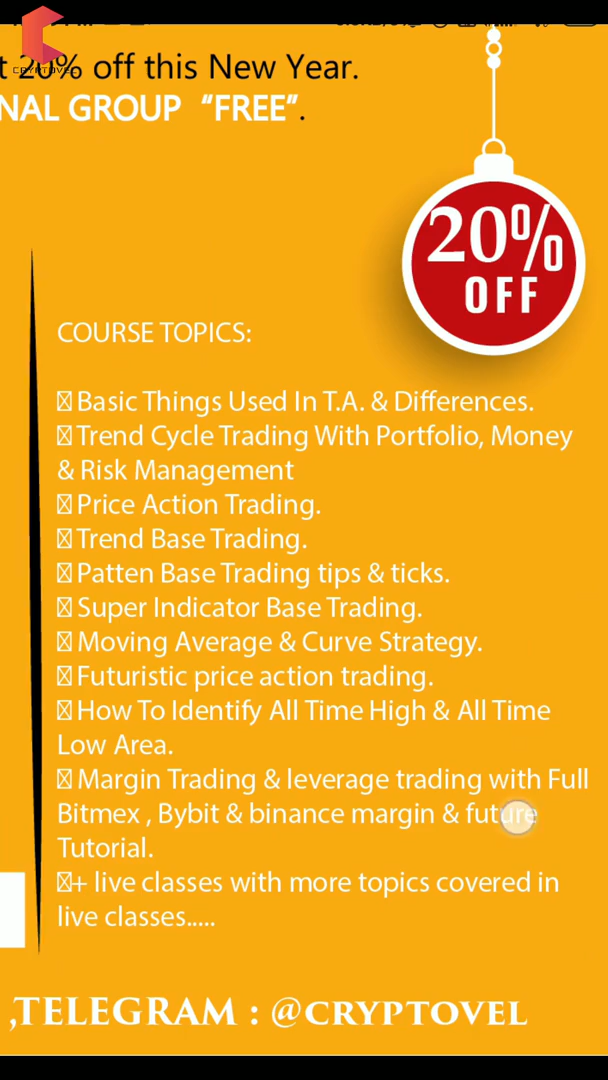 CRYPTOVEL
t 20% off this New Year.
NAL GROUP “FREE”.
20%
OFF
COURSE TOPICS:
Basic Things Used In T.A. & Differences.
Trend Cycle Trading With Portfolio, Money
& Risk Management
Price Action Trading.
Trend Base Trading.
Patten Base Trading tips & ticks.
Super Indicator Base Trading.
Moving Average & Curve Strategy.
Futuristic price action trading.
How To Identify All Time High & All Time
Low Area.
Margin Trading & leverage trading with Full
Bitmex , Bybit & binance margin & future
Tutorial.
+ live classes with more topics covered in
live classes.....
,TELEGRAM : @CRYPTOVEL